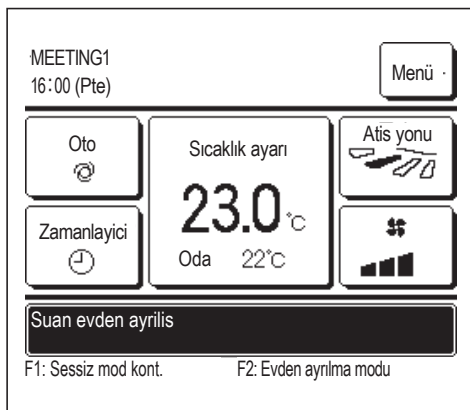 MEETING1
16:00 (Pte)
Menü
Oto
Sıcaklık ayarı
Atis yonu
23.0 °C
Zamanlayici
Oda 22°C
Suan evden ayrilis
F1: Sessiz mod kont. F2: Evden ayrılma modu